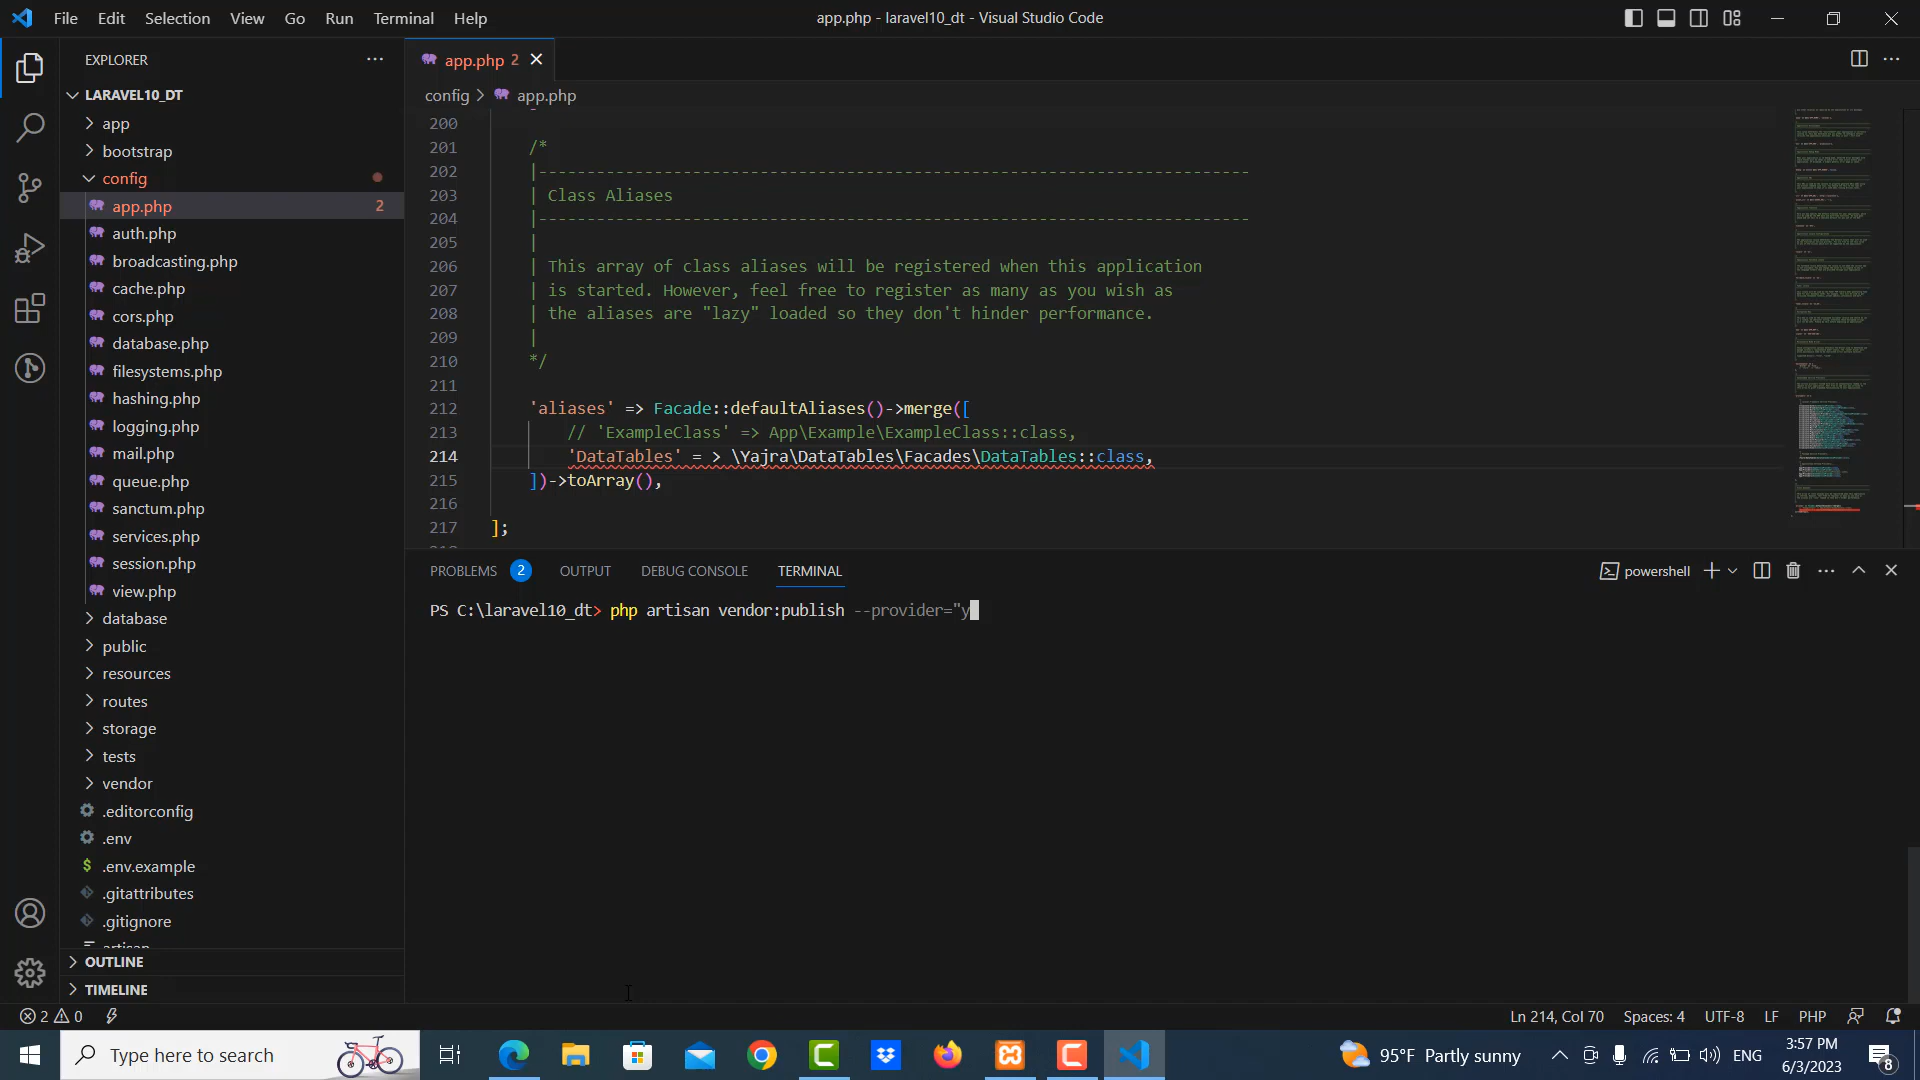 File Edit Selection View Go Run Terminal Help
app.php - laravel10_dt - Visual Studio Code
EXPLORER
LARAVEL10_DT
app
bootstrap
config
app.php 2
auth.php
broadcasting.php
cache.php
cors.php
database.php
filesystems.php
hashing.php
logging.php
mail.php
queue.php
sanctum.php
services.php
session.php
view.php
database
public
resources
routes
storage
tests
vendor
.editorconfig
.env
.env.example
.gitattributes
.gitignore
artisan
OUTLINE
TIMELINE
app.php 2
config > app.php
200
201 /*
202 |--------------------------------------------------------------------------
203 | Class Aliases
204 |--------------------------------------------------------------------------
205 |
206 | This array of class aliases will be registered when this application
207 | is started. However, feel free to register as many as you wish as
208 | the aliases are "lazy" loaded so they don't hinder performance.
209 |
210 */
211
212 'aliases' => Facade::defaultAliases()->merge([
213 // 'ExampleClass' => App\Example\ExampleClass::class,
214 'DataTables' = > \Yajra\DataTables\Facades\DataTables::class,
215 ])->toArray(),
216
217 ];
PROBLEMS 2 OUTPUT DEBUG CONSOLE TERMINAL
powershell
PS C:\laravel10_dt> php artisan vendor:publish --provider="y
2 0
Ln 214, Col 70 Spaces: 4 UTF-8 LF PHP
Type here to search
95°F Partly sunny
ENG
3:57 PM
6/3/2023
8